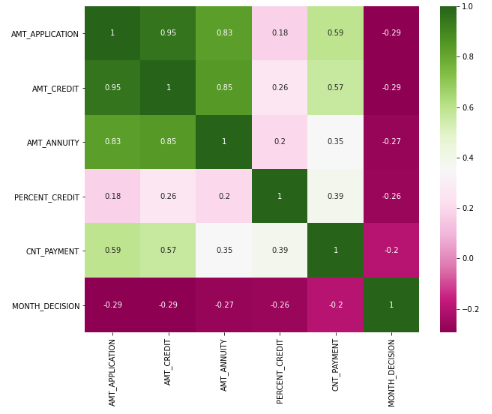 AMT_APPLICATION 1 0.95 0.83 0.18 0.59 -0.29
AMT_CREDIT 0.95 1 0.85 0.26 0.57 -0.29
AMT_ANNUITY 0.83 0.85 1 0.2 0.35 -0.27
PERCENT_CREDIT 0.18 0.26 0.2 1 0.39 -0.26
CNT_PAYMENT 0.59 0.57 0.35 0.39 1 -0.2
MONTH_DECISION -0.29 -0.29 -0.27 -0.26 -0.2 1
AMT_APPLICATION
AMT_CREDIT
AMT_ANNUITY
PERCENT_CREDIT
CNT_PAYMENT
MONTH_DECISION
1.0
0.8
0.6
0.4
0.2
0.0
−0.2